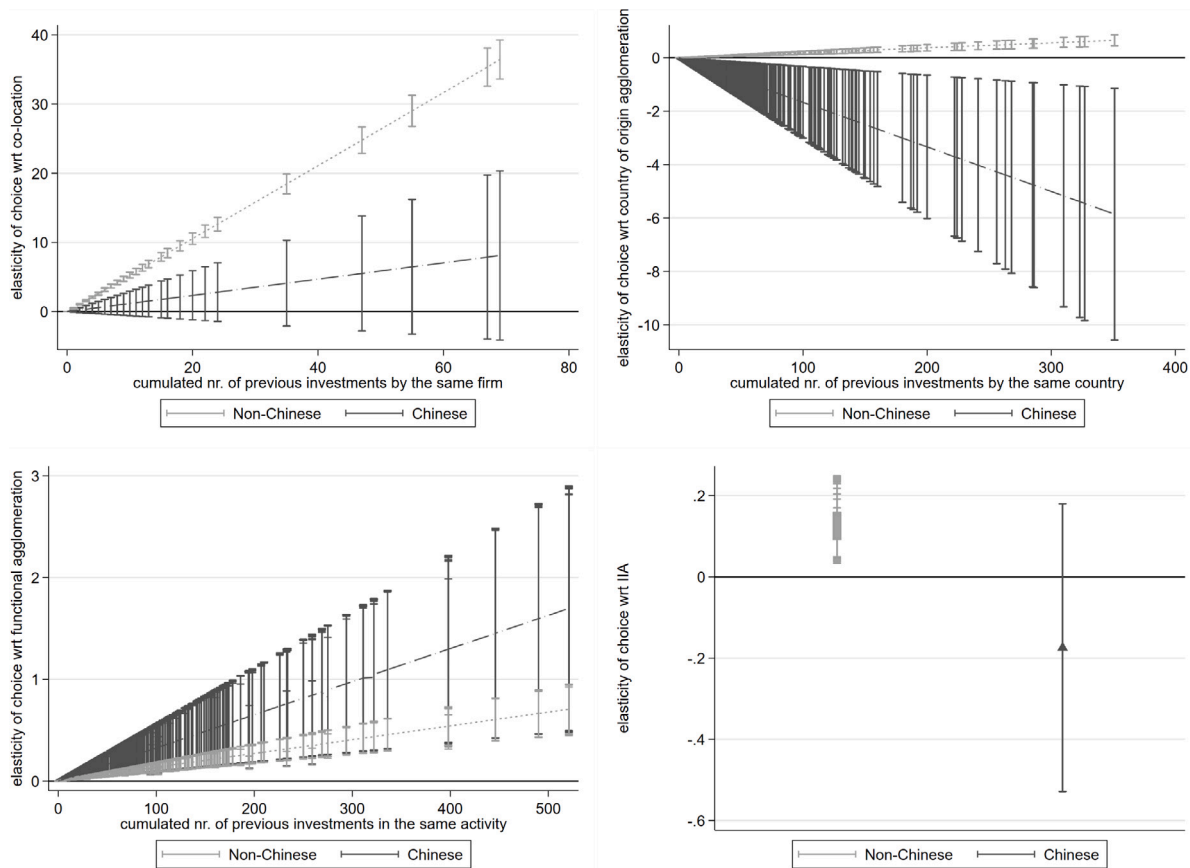 elasticity of choice wrt co-location
40
30
20
10
0
0 20 40 60 80
cumulated nr. of previous investments by the same firm
Non-Chinese Chinese
elasticity of choice wrt country of origin agglomeration
0
-2
-4
-6
-8
-10
0 100 200 300 400
cumulated nr. of previous investments by the same country
Non-Chinese Chinese
elasticity of choice wrt functional agglomeration
3
2
1
0
0 100 200 300 400 500
cumulated nr. of previous investments in the same activity
Non-Chinese Chinese
elasticity of choice wrt IIA
.2
0
-.2
-.4
-.6
Non-Chinese Chinese